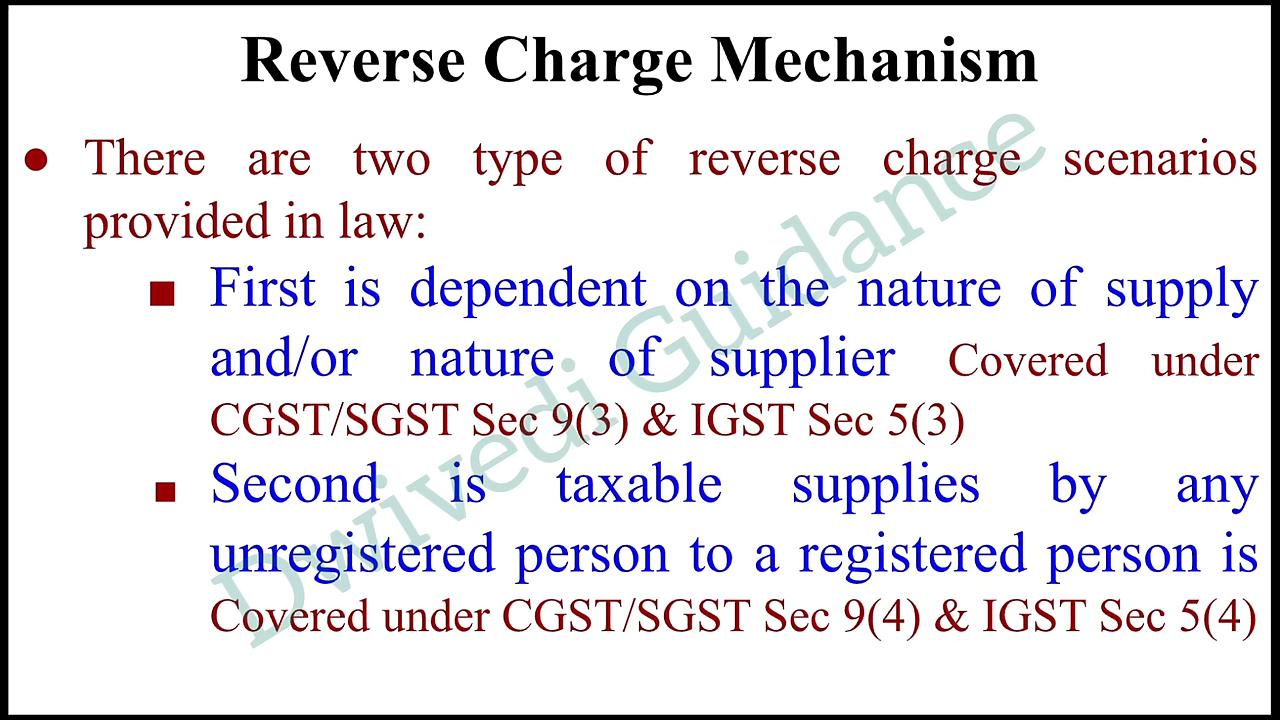 Reverse Charge Mechanism
● There are two type of reverse charge scenarios
provided in law:
■ First is dependent on the nature of supply
and/or nature of supplier Covered under
CGST/SGST Sec 9(3) & IGST Sec 5(3)
■ Second is taxable supplies by any
unregistered person to a registered person is
Covered under CGST/SGST Sec 9(4) & IGST Sec 5(4)
Dwivedi Guidance